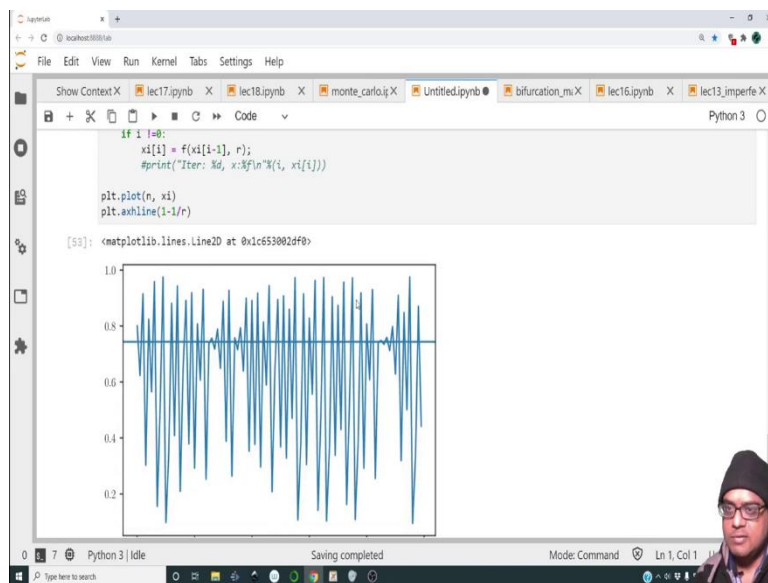 JupyterLab
localhost:8888/lab
File Edit View Run Kernel Tabs Settings Help
Show Context lec17.ipynb lec18.ipynb monte_carlo.ip Untitled.ipynb bifurcation_ma lec16.ipynb lec13_imperfe
Code Python 3
if i !=0:
xi[i] = f(xi[i-1], r);
#print("Iter: %d, x:%f\n"%(i, xi[i]))
plt.plot(n, xi)
plt.axhline(1-1/r)
[53]: <matplotlib.lines.Line2D at 0x1c653002df0>
1.0
0.8
0.6
0.4
0.2
0 7 Python 3 | Idle Saving completed Mode: Command Ln 1, Col 1
Type here to search